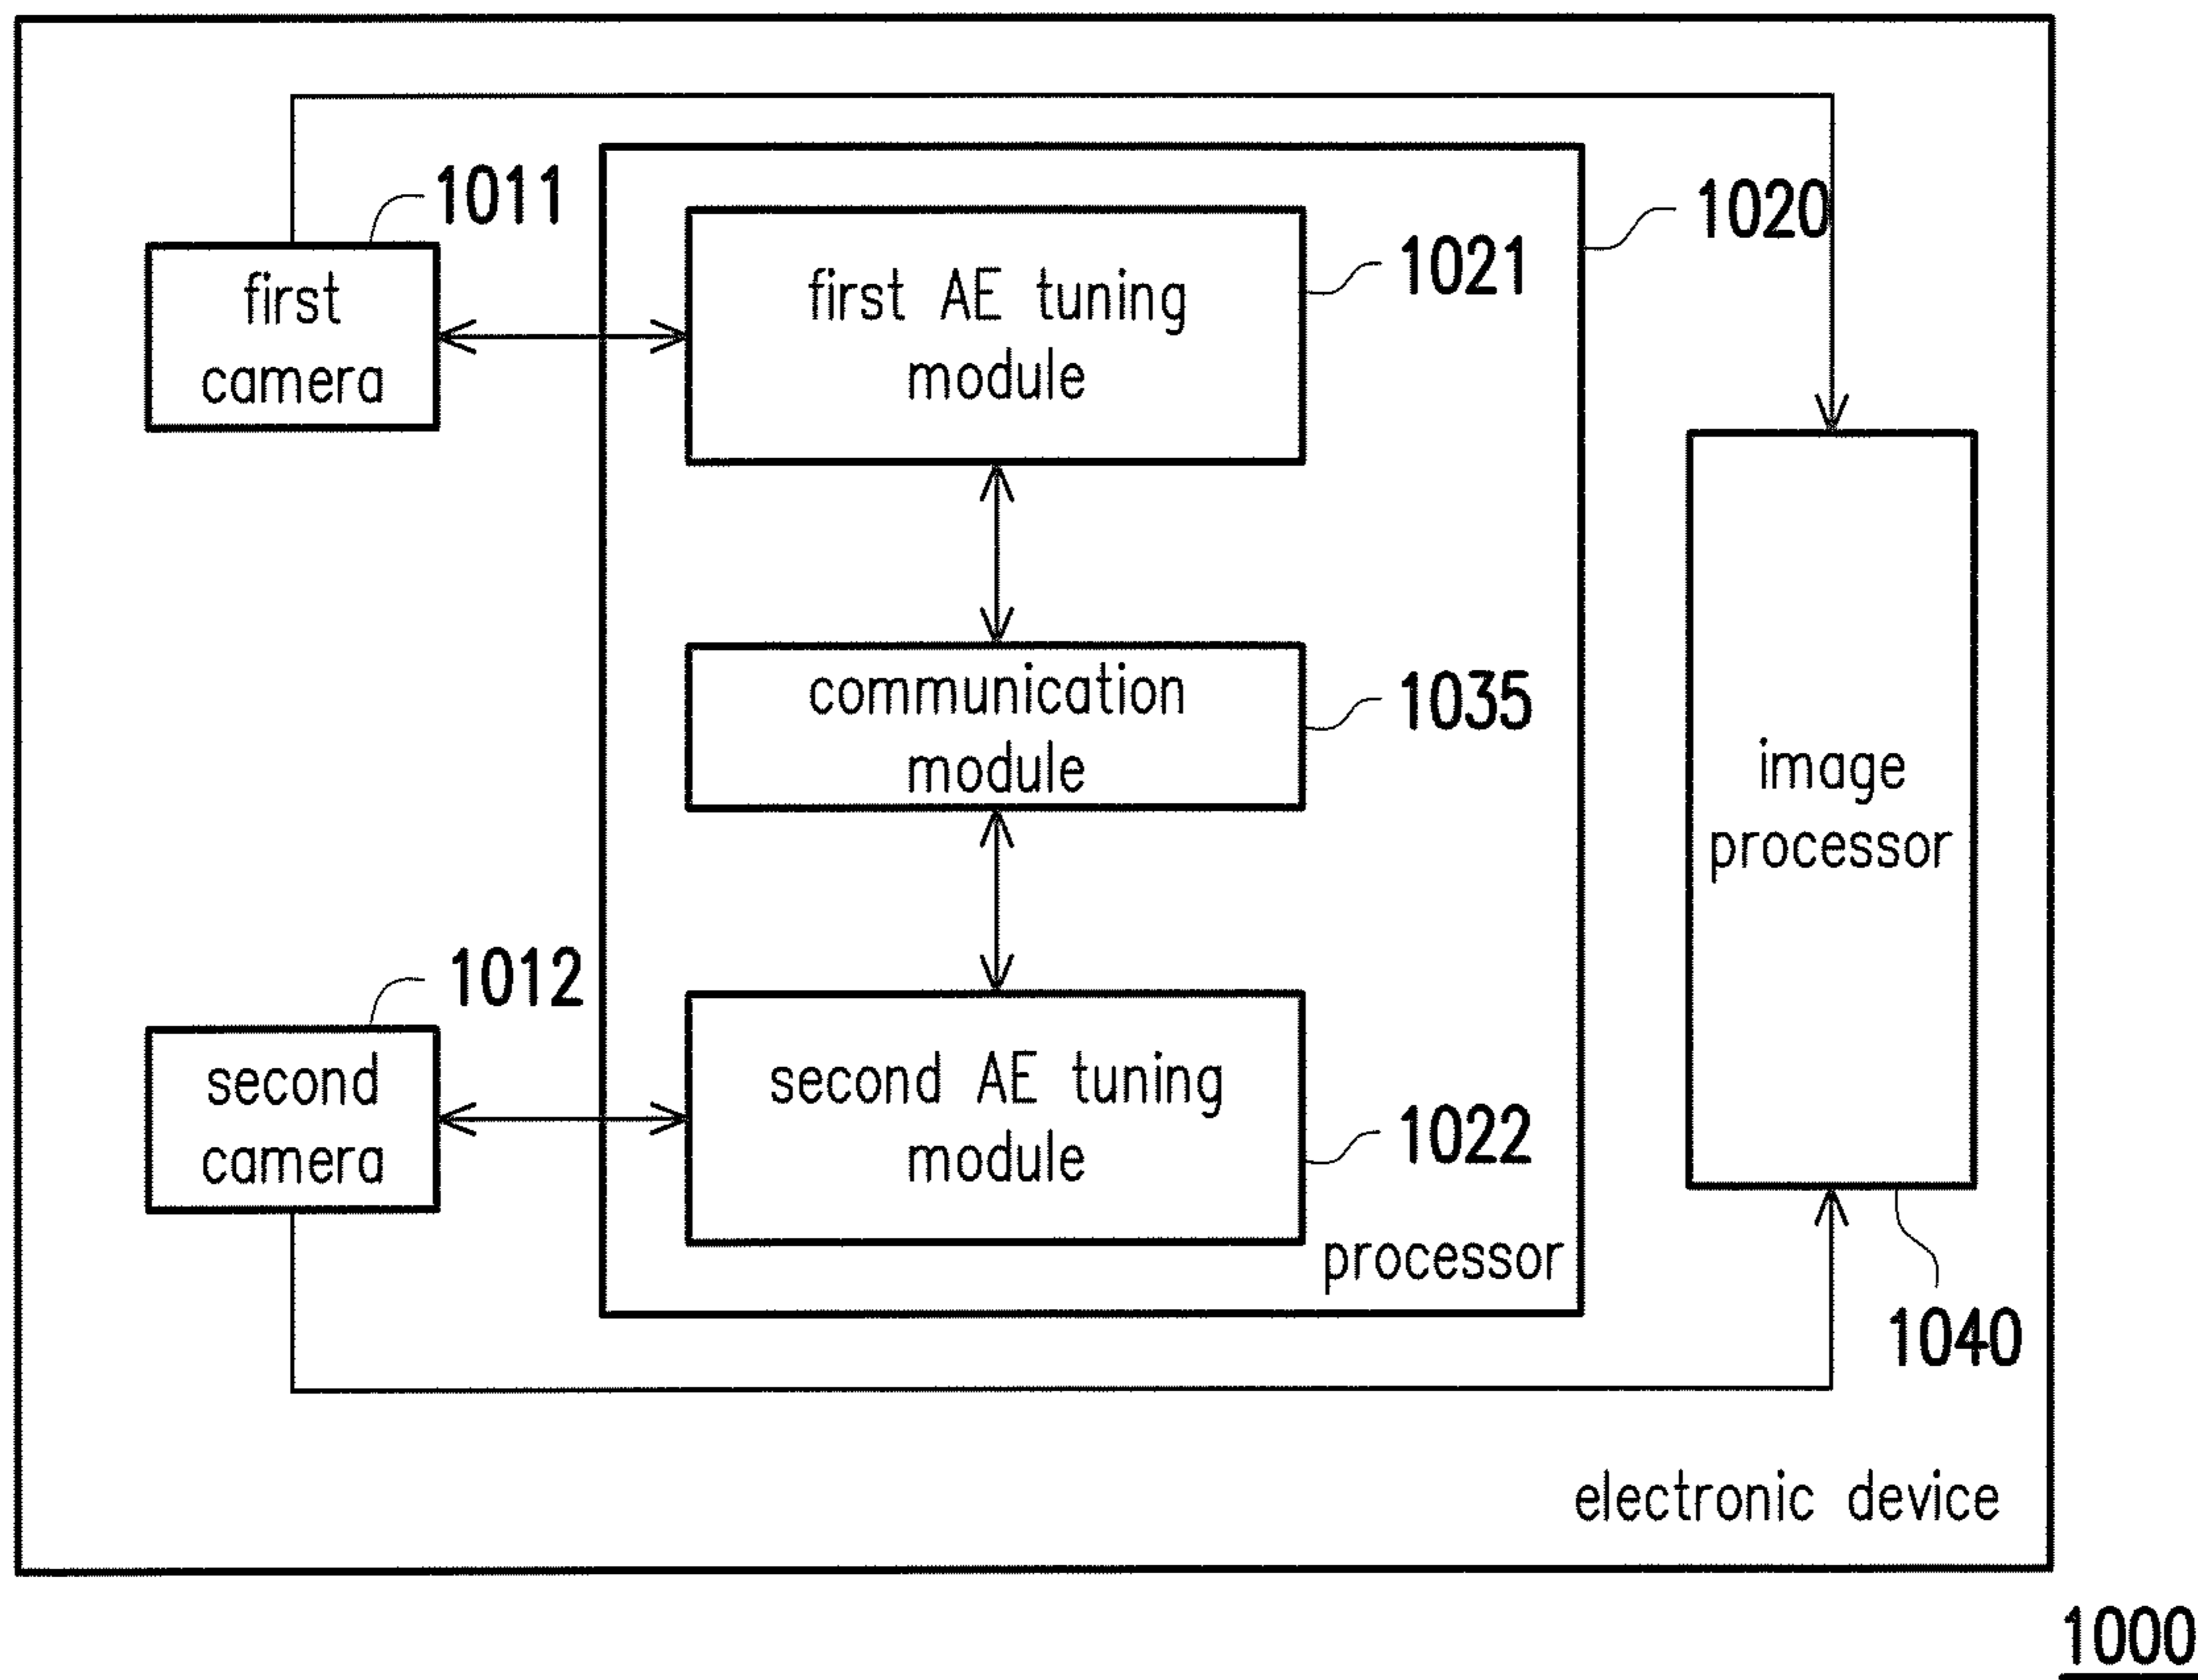 1011
first
camera
first AE tuning
module
1021
1020
communication
module
1035
image
processor
1012
second
camera
second AE tuning
module
1022
processor
1040
electronic device
1000